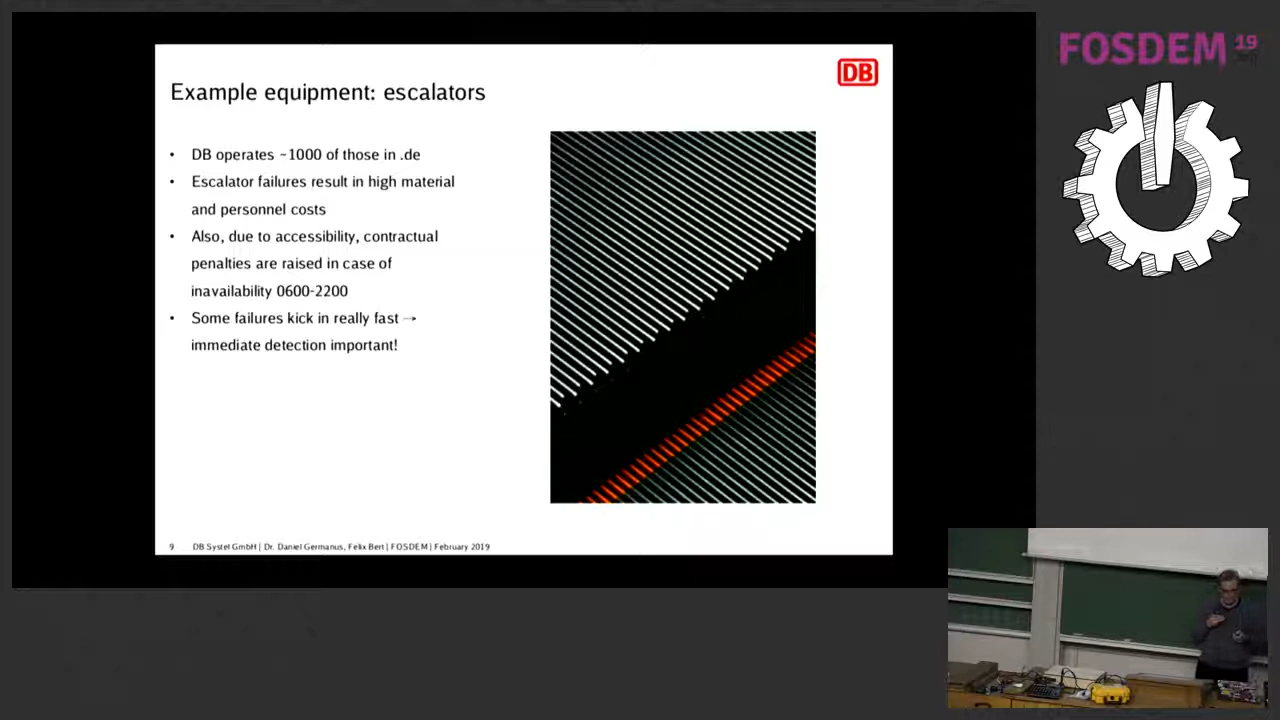 FOSDEM 19
DB
Example equipment: escalators
• DB operates ~1000 of those in .de
• Escalator failures result in high material
and personnel costs
• Also, due to accessibility, contractual
penalties are raised in case of
inavailability 0600-2200
• Some failures kick in really fast →
immediate detection important!
9 DB Systel GmbH | Dr. Daniel Germanus, Felix Bert | FOSDEM | February 2019